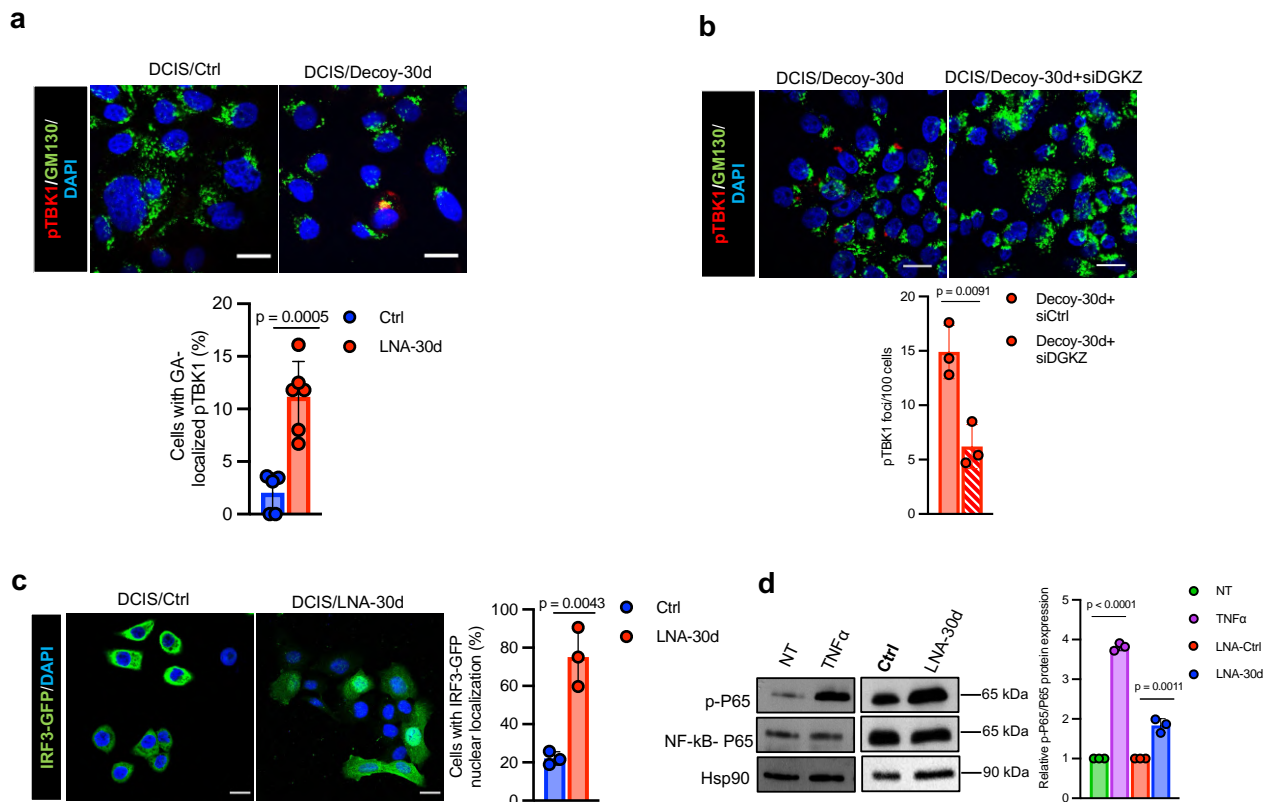 a
DCIS/Ctrl
DCIS/Decoy-30d
pTBK1/GM130/
DAPI
20
15
10
5
0
Cells with GA-
localized pTBK1 (%)
p = 0.0005
Ctrl
LNA-30d
b
DCIS/Decoy-30d
DCIS/Decoy-30d+siDGKZ
pTBK1/GM130/
DAPI
20
15
10
5
0
pTBK1 foci/100 cells
p = 0.0091
Decoy-30d+
siCtrl
Decoy-30d+
siDGKZ
c
DCIS/Ctrl
DCIS/LNA-30d
IRF3-GFP/DAPI
100
80
60
40
20
0
Cells with IRF3-GFP
nuclear localization (%)
p = 0.0043
Ctrl
LNA-30d
d
NT
TNFα
Ctrl
LNA-30d
p-P65
65 kDa
NF-kB- P65
65 kDa
Hsp90
90 kDa
5
4
3
2
1
0
Relative p-P65/P65 protein expression
p < 0.0001
p = 0.0011
NT
TNFα
LNA-Ctrl
LNA-30d